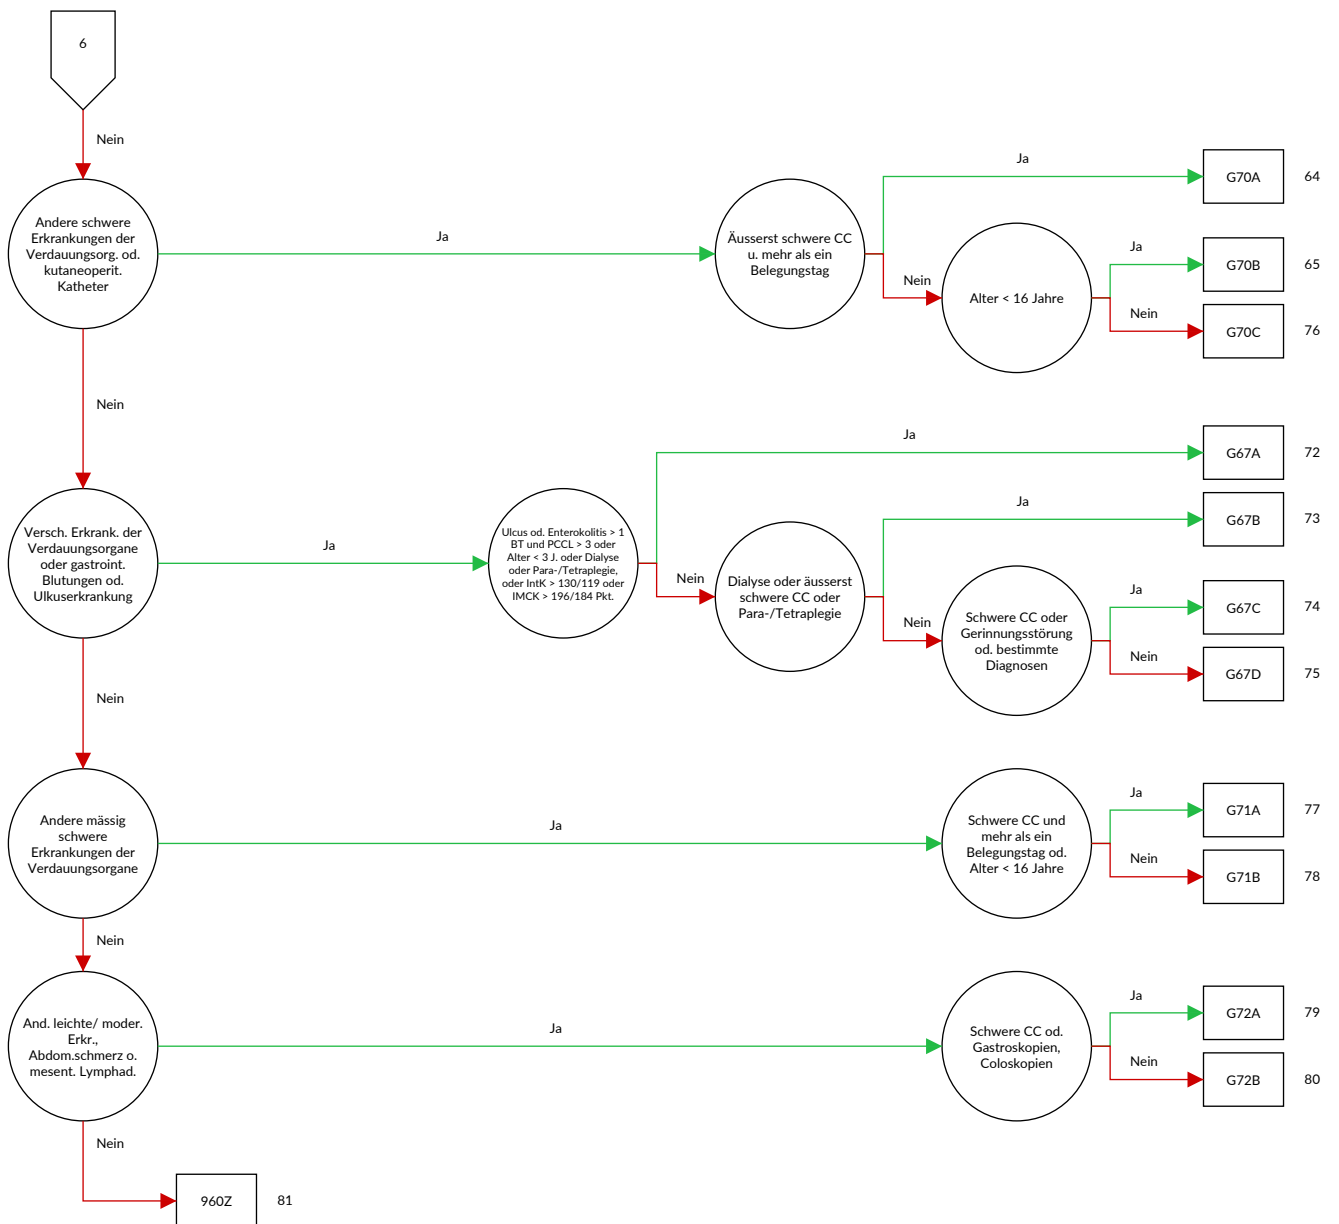 6
Nein
Andere schwere
Erkrankungen der
Verdauungsorg. od.
kutaneoperit.
Katheter
Ja
Äusserst schwere CC
u. mehr als ein
Belegungstag
Ja
G70A
64
Nein
Alter < 16 Jahre
Ja
G70B
65
Nein
G70C
76
Nein
Versch. Erkrank. der
Verdauungsorgane
oder gastroint.
Blutungen od.
Ulkuserkrankung
Ja
Ulcus od. Enterokolitis > 1
BT und PCCL > 3 oder
Alter < 3 J. oder Dialyse
oder Para-/Tetraplegie,
oder IntK > 130/119 oder
IMCK > 196/184 Pkt.
Ja
G67A
72
Nein
Dialyse oder äusserst
schwere CC oder
Para-/Tetraplegie
Ja
G67B
73
Nein
Schwere CC oder
Gerinnungsstörung
od. bestimmte
Diagnosen
Ja
G67C
74
Nein
G67D
75
Nein
Andere mässig
schwere
Erkrankungen der
Verdauungsorgane
Ja
Schwere CC und
mehr als ein
Belegungstag od.
Alter < 16 Jahre
Ja
G71A
77
Nein
G71B
78
Nein
And. leichte/ moder.
Erkr.,
Abdom.schmerz o.
mesent. Lymphad.
Ja
Schwere CC od.
Gastroskopien,
Coloskopien
Ja
G72A
79
Nein
G72B
80
Nein
960Z
81